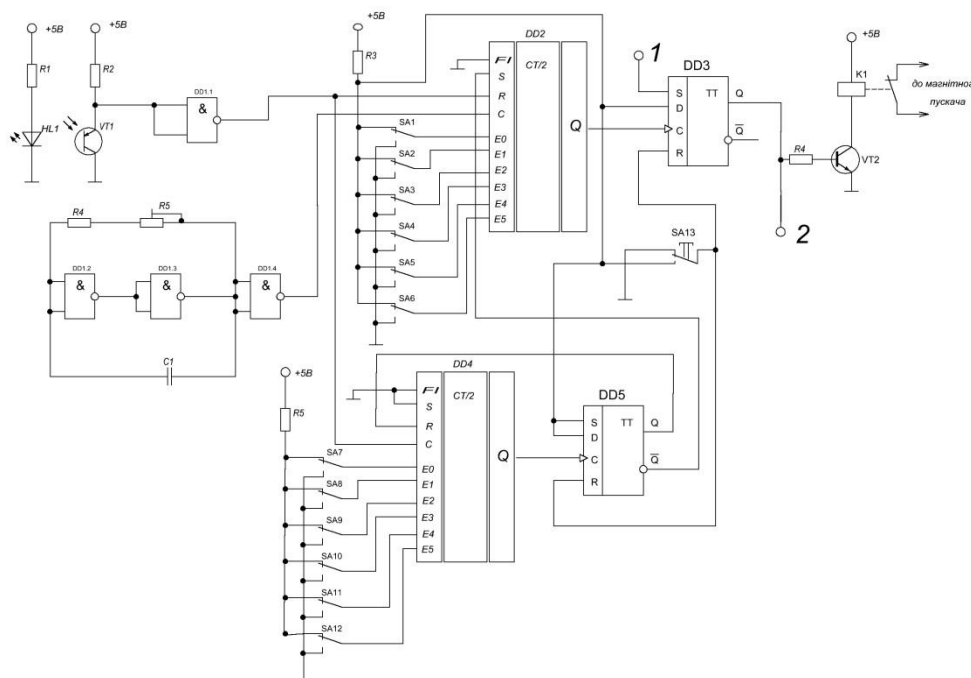 +5В
R1
HL1
+5В
R2
VT1
DD1.1
&
+5В
R3
SA1
SA2
SA3
SA4
SA5
SA6
DD2
FI
S
R
C
E0
E1
E2
E3
E4
E5
CT/2
Q
1
DD3
S
D
C
R
TT
Q
Q
R4
2
+5В
K1
VT2
до магнітного
пускача
R4
R5
DD1.2
&
DD1.3
&
DD1.4
&
C1
SA13
+5В
R5
SA7
SA8
SA9
SA10
SA11
SA12
DD4
FI
S
R
C
E0
E1
E2
E3
E4
E5
CT/2
Q
DD5
S
D
C
R
TT
Q
Q